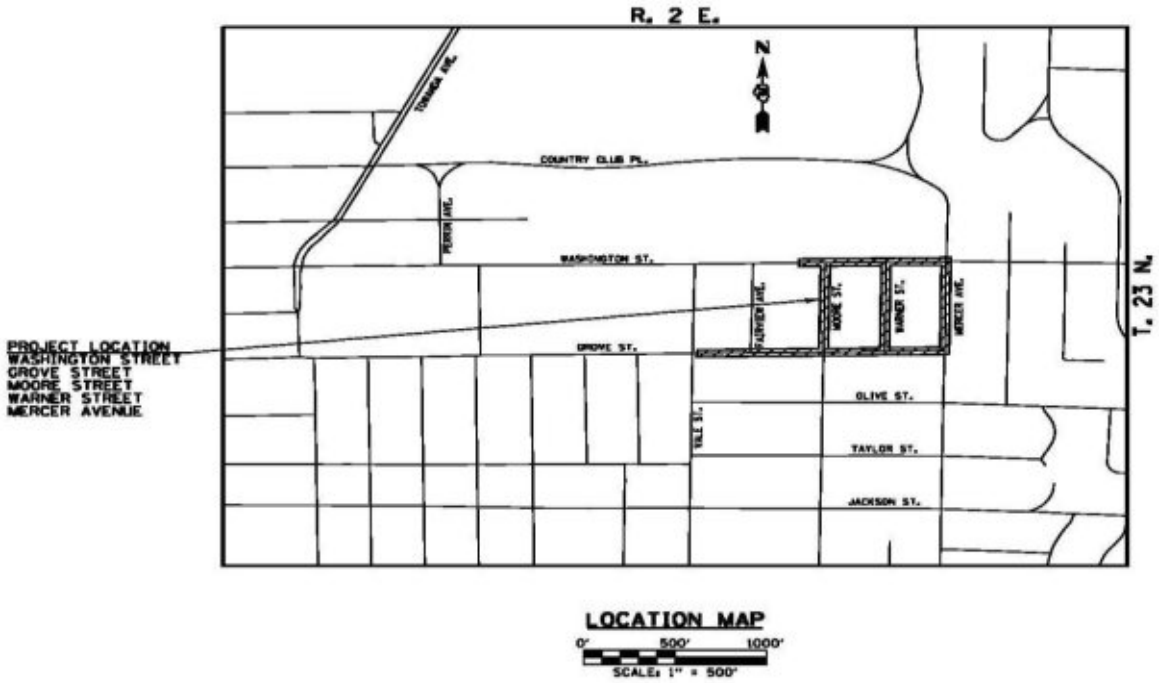 R. 2 E.
TOWANDA AVE.
N
COUNTRY CLUB PL.
PERKIN AVE.
WASHINGTON ST.
T. 23 N.
FAIRVIEW AVE.
MOORE ST.
WARNER ST.
MERCER AVE.
GROVE ST.
PROJECT LOCATION
WASHINGTON STREET
GROVE STREET
MOORE STREET
WARNER STREET
MERCER AVENUE
OLIVE ST.
VALE ST.
TAYLOR ST.
JACKSON ST.
LOCATION MAP
0' 500' 1000'
SCALE: 1" = 500'